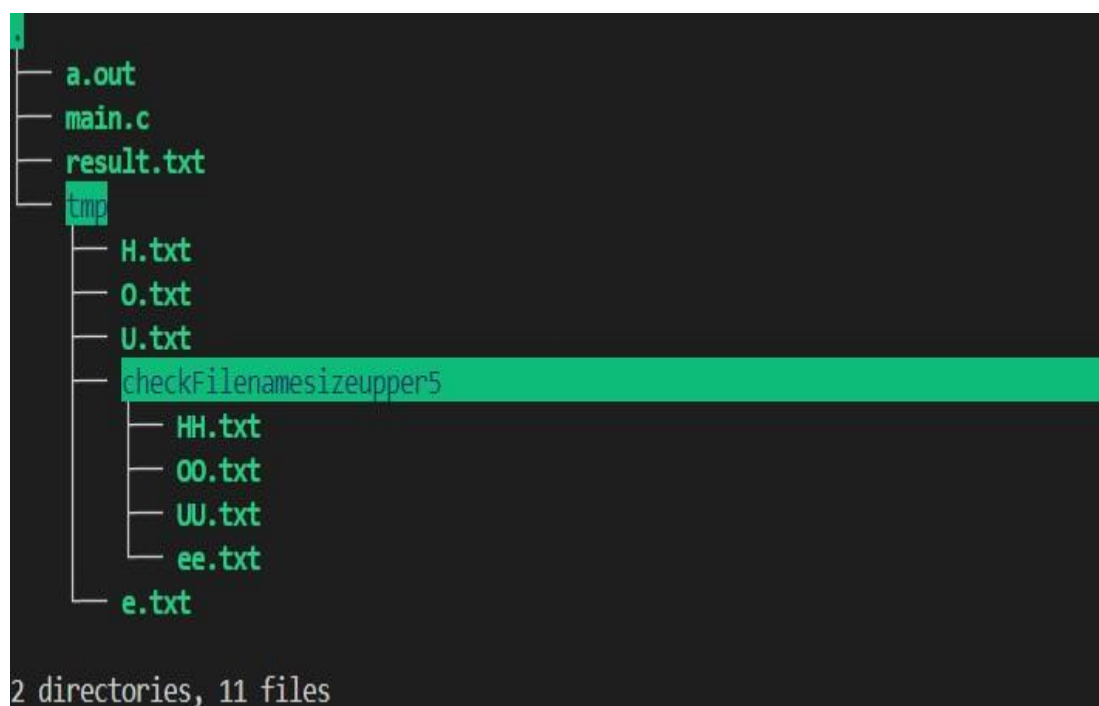 .
├── a.out
├── main.c
├── result.txt
└── tmp
    ├── H.txt
    ├── O.txt
    ├── U.txt
    ├── checkFilenamesizeupper5
    │   ├── HH.txt
    │   ├── OO.txt
    │   ├── UU.txt
    │   └── ee.txt
    └── e.txt
2 directories, 11 files